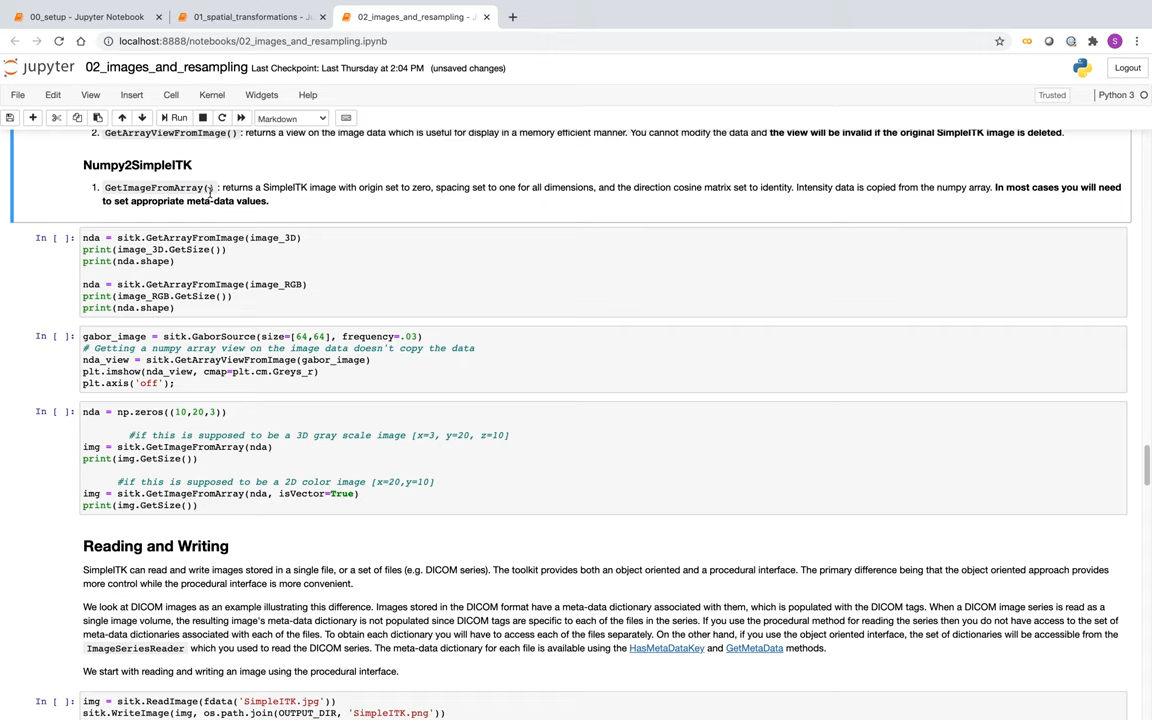 00_setup - Jupyter Notebook
01_spatial_transformations - Ju
02_images_and_resampling - J
localhost:8888/notebooks/02_images_and_resampling.ipynb
S
jupyter 02_images_and_resampling Last Checkpoint: Last Thursday at 2:04 PM (unsaved changes)
Logout
File Edit View Insert Cell Kernel Widgets Help
Trusted
Python 3
Run
Markdown
2. GetArrayViewFromImage() : returns a view on the image data which is useful for display in a memory efficient manner. You cannot modify the data and the view will be invalid if the original SimpleITK image is deleted.
Numpy2SimpleITK
1. GetImageFromArray() : returns a SimpleITK image with origin set to zero, spacing set to one for all dimensions, and the direction cosine matrix set to identity. Intensity data is copied from the numpy array. In most cases you will need
to set appropriate meta-data values.
In [ ]: nda = sitk.GetArrayFromImage(image_3D)
print(image_3D.GetSize())
print(nda.shape)
nda = sitk.GetArrayFromImage(image_RGB)
print(image_RGB.GetSize())
print(nda.shape)
In [ ]: gabor_image = sitk.GaborSource(size=[64,64], frequency=.03)
# Getting a numpy array view on the image data doesn't copy the data
nda_view = sitk.GetArrayViewFromImage(gabor_image)
plt.imshow(nda_view, cmap=plt.cm.Greys_r)
plt.axis('off');
In [ ]: nda = np.zeros((10,20,3))
#if this is supposed to be a 3D gray scale image [x=3, y=20, z=10]
img = sitk.GetImageFromArray(nda)
print(img.GetSize())
#if this is supposed to be a 2D color image [x=20,y=10]
img = sitk.GetImageFromArray(nda, isVector=True)
print(img.GetSize())
Reading and Writing
SimpleITK can read and write images stored in a single file, or a set of files (e.g. DICOM series). The toolkit provides both an object oriented and a procedural interface. The primary difference being that the object oriented approach provides
more control while the procedural interface is more convenient.
We look at DICOM images as an example illustrating this difference. Images stored in the DICOM format have a meta-data dictionary associated with them, which is populated with the DICOM tags. When a DICOM image series is read as a
single image volume, the resulting image's meta-data dictionary is not populated since DICOM tags are specific to each of the files in the series. If you use the procedural method for reading the series then you do not have access to the set of
meta-data dictionaries associated with each of the files. To obtain each dictionary you will have to access each of the files separately. On the other hand, if you use the object oriented interface, the set of dictionaries will be accessible from the
ImageSeriesReader which you used to read the DICOM series. The meta-data dictionary for each file is available using the HasMetaDataKey and GetMetaData methods.
We start with reading and writing an image using the procedural interface.
In [ ]: img = sitk.ReadImage(fdata('SimpleITK.jpg'))
sitk.WriteImage(img, os.path.join(OUTPUT_DIR, 'SimpleITK.png'))